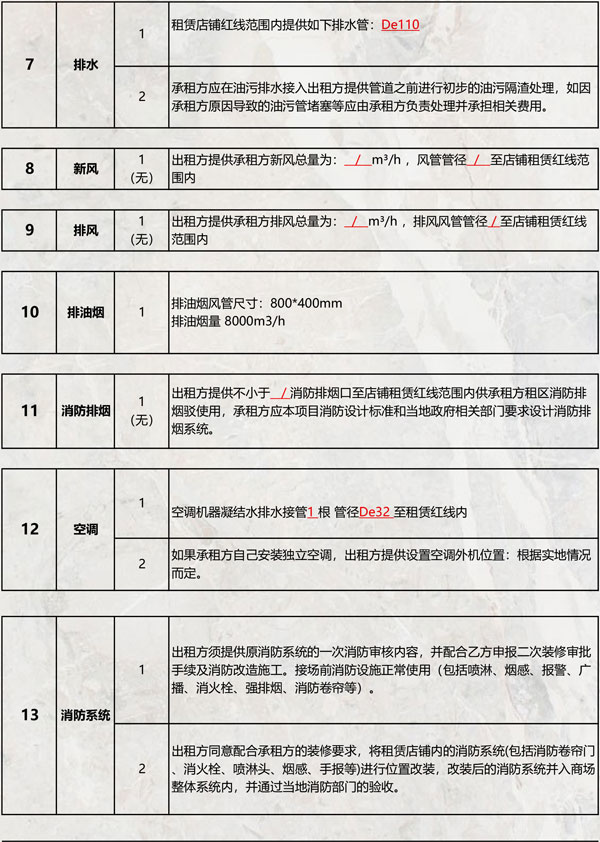 7
排水
1
租赁店铺红线范围内提供如下排水管：De110
2
承租方应在油污排水接入出租方提供管道之前进行初步的油污隔渣处理，如因
承租方原因导致的油污管堵塞等应由承租方负责处理并承担相关费用。
8
新风
1
（无）
出租方提供承租方新风总量为： / m³/h ，风管管径 / 至店铺租赁红线范
围内
9
排风
1
（无）
出租方提供承租方排风总量为： / m³/h ，排风风管管径 / 至店铺租赁红线
范围内
10
排油烟
1
排油烟风管尺寸：800*400mm
排油烟量 8000m3/h
11
消防排烟
1
（无）
出租方提供不小于 / 消防排烟口至店铺租赁红线范围内供承租方租区消防排
烟驳使用，承租方应本项目消防设计标准和当地政府相关部门要求设计消防排
烟系统。
12
空调
1
空调机器凝结水排水接管1 根 管径De32 至租赁红线内
2
如果承租方自己安装独立空调，出租方提供设置空调外机位置：根据实地情况
而定。
13
消防系统
1
出租方须提供原消防系统的一次消防审核内容，并配合乙方申报二次装修审批
手续及消防改造施工。接场前消防设施正常使用（包括喷淋、烟感、报警、广
播、消火栓、强排烟、消防卷帘等）。
2
出租方同意配合承租方的装修要求，将租赁店铺内的消防系统(包括消防卷帘门
、消火栓、喷淋头、烟感、手报等)进行位置改装，改装后的消防系统并入商场
整体系统内，并通过当地消防部门的验收。